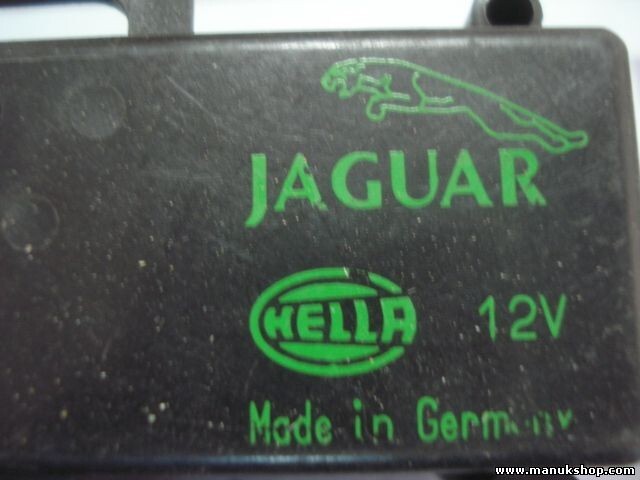 JAGUAR
HELLA 12V
Made in Germany
www.manukshop.com